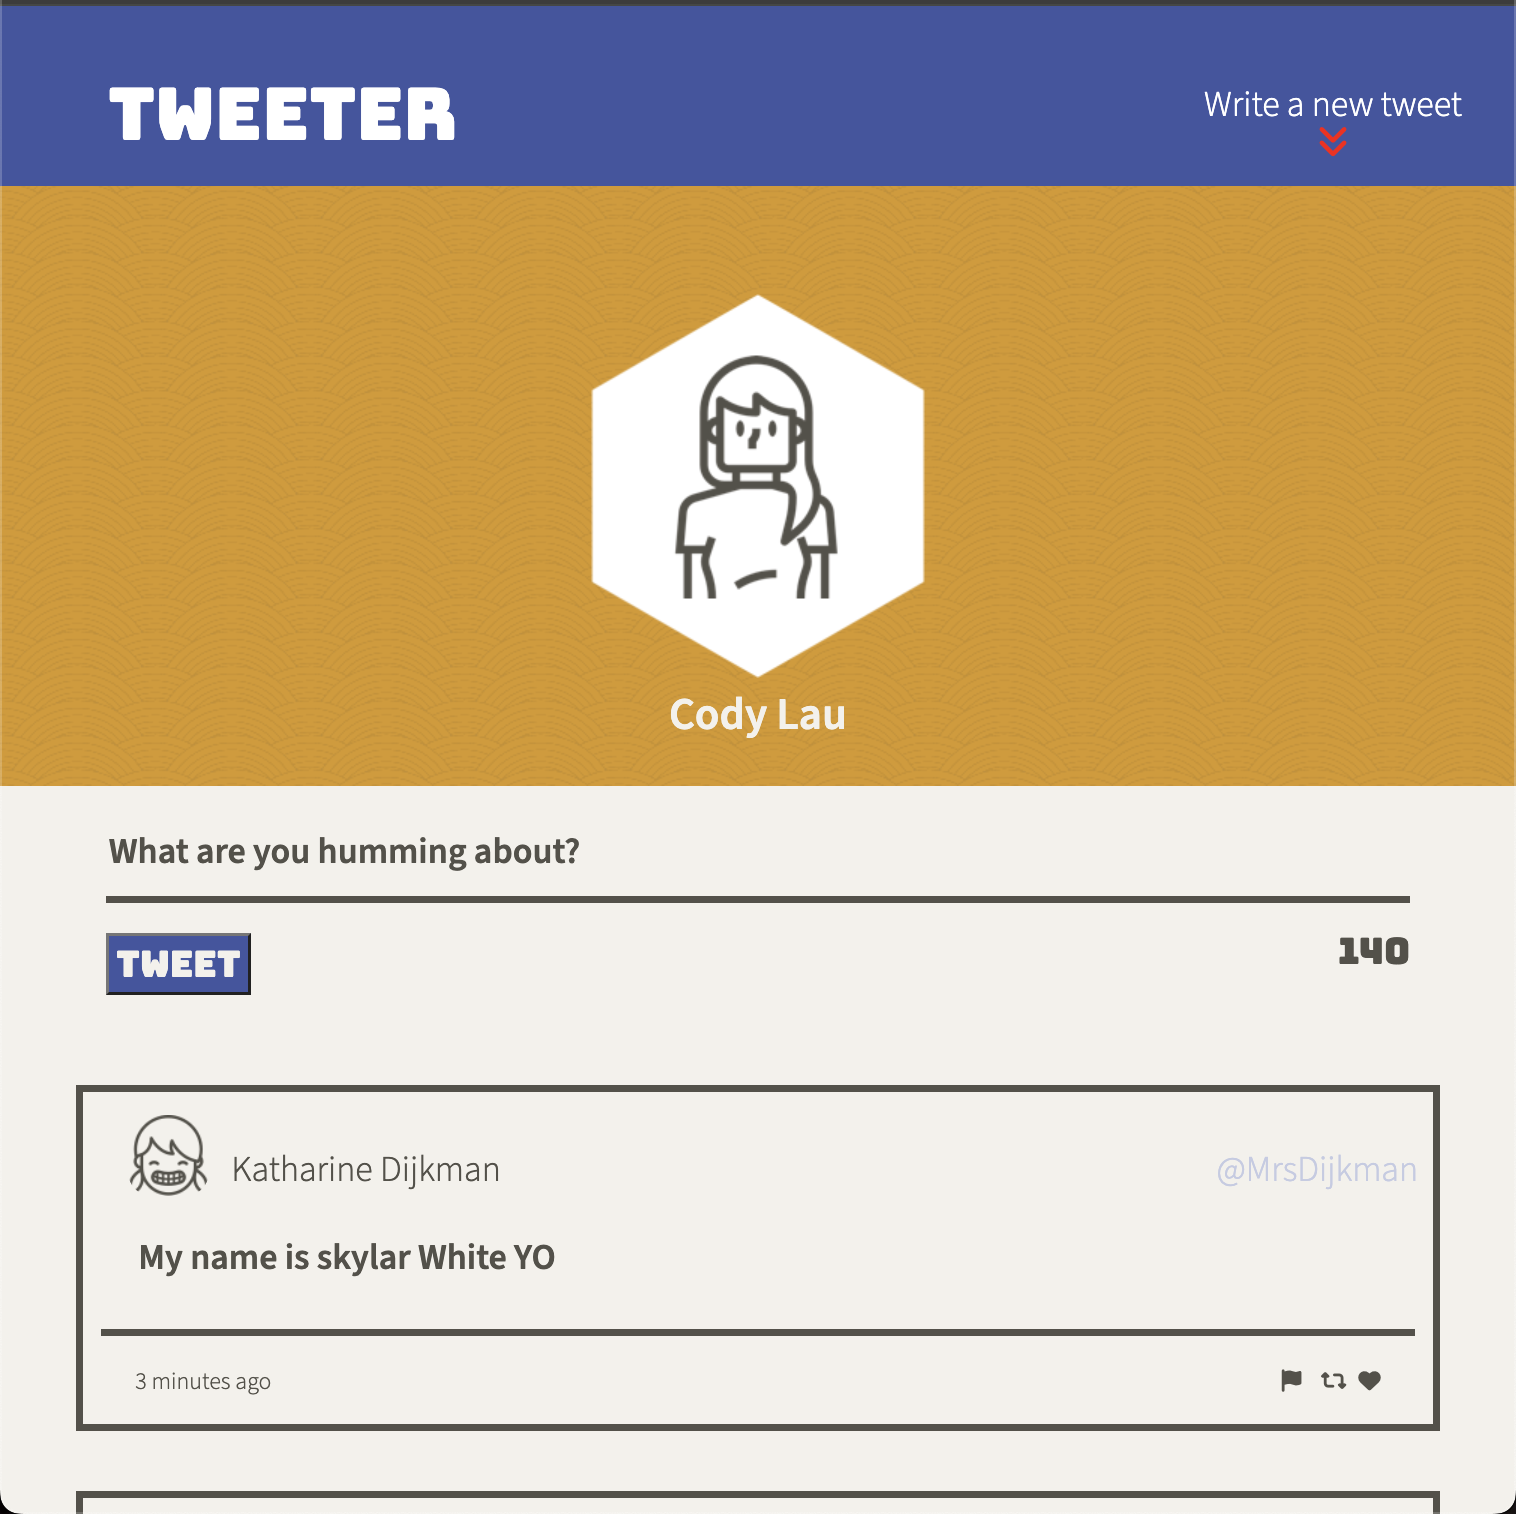 TWEETER
Write a new tweet
Cody Lau
What are you humming about?
TWEET
140
Katharine Dijkman
@MrsDijkman
My name is skylar White YO
3 minutes ago